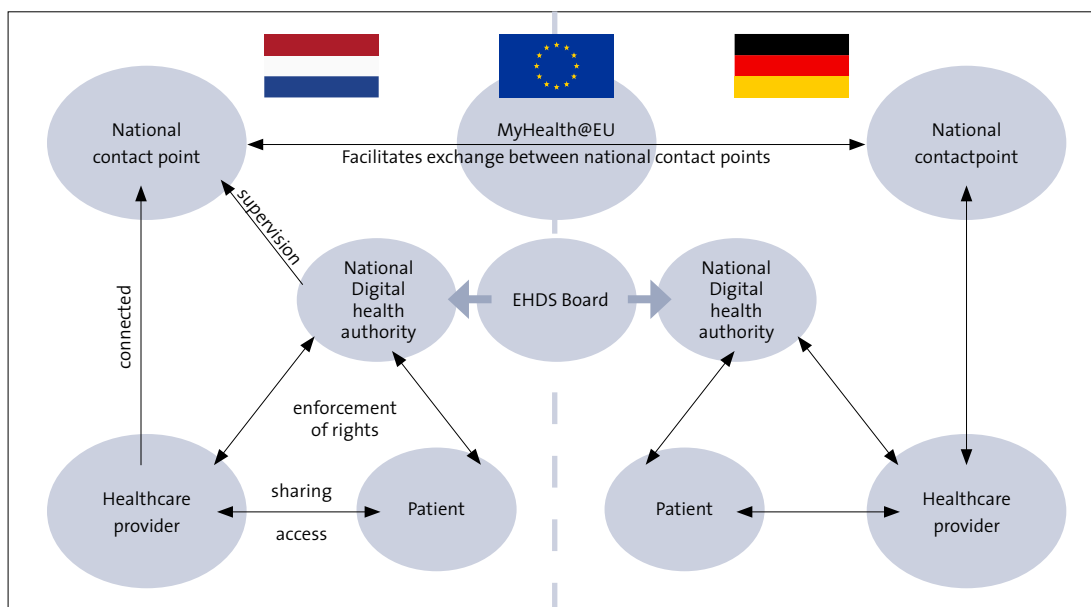 National
contact point
MyHealth@EU
Facilitates exchange between national contact points
National
contactpoint
supervision
connected
National
Digital
health
authority
EHDS Board
National
Digital
health
authority
enforcement
of rights
Healthcare
provider
sharing
access
Patient
Patient
Healthcare
provider